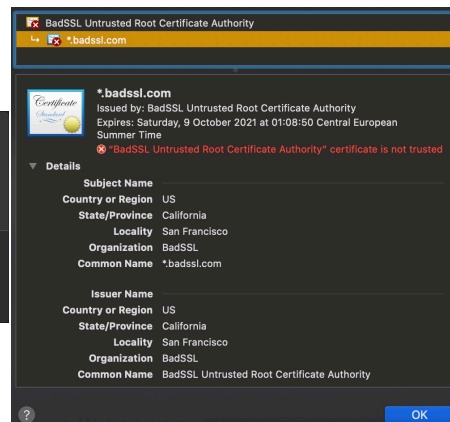 BadSSL Untrusted Root Certificate Authority
*.badssl.com
Certificate
Standard
*.badssl.com
Issued by: BadSSL Untrusted Root Certificate Authority
Expires: Saturday, 9 October 2021 at 01:08:50 Central European
Summer Time
"BadSSL Untrusted Root Certificate Authority" certificate is not trusted
Details
Subject Name
Country or Region US
State/Province California
Locality San Francisco
Organization BadSSL
Common Name *.badssl.com
Issuer Name
Country or Region US
State/Province California
Locality San Francisco
Organization BadSSL
Common Name BadSSL Untrusted Root Certificate Authority
?
OK